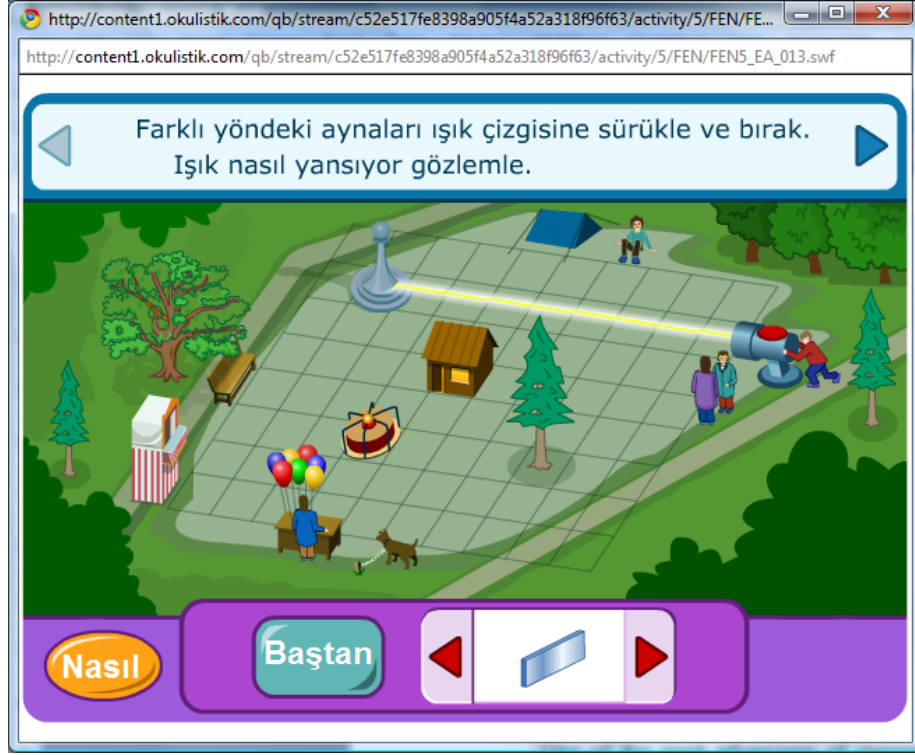 http://content1.okulistik.com/qb/stream/c52e517fe8398a905f4a52a318f96f63/activity/5/FEN/FE...
http://content1.okulistik.com/qb/stream/c52e517fe8398a905f4a52a318f96f63/activity/5/FEN/FEN5_EA_013.swf
Farklı yöndeki aynaları ışık çizgisine sürükle ve bırak.
Işık nasıl yansıyor gözlemle.
Nasıl
Baştan